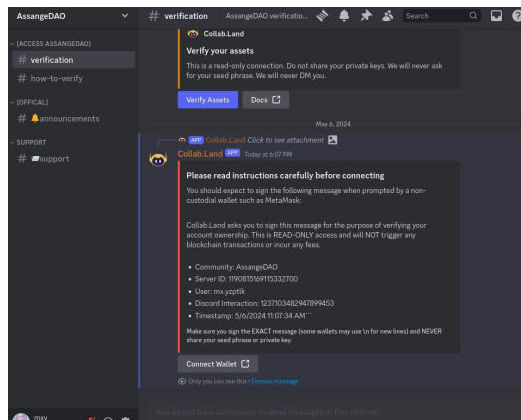 AssangeDAO
# verification
AssangeDAO verificatio...
Search
[ACCESS ASSANGEDAO]
# verification
# how-to-verify
[OFFICAL]
# 🔔announcements
SUPPORT
# 📨support
Collab.Land
Verify your assets
This is a read-only connection. Do not share your private keys. We will never ask
for your seed phrase. We will never DM you.
Verify Assets
Docs
May 6, 2024
APP Collab.Land Click to see attachment
Collab.Land APP Today at 6:07 PM
Please read instructions carefully before connecting
You should expect to sign the following message when prompted by a non-
custodial wallet such as MetaMask:
Collab.Land asks you to sign this message for the purpose of verifying your
account ownership. This is READ-ONLY access and will NOT trigger any
blockchain transactions or incur any fees.
• Community: AssangeDAO
• Server ID: 1190815169115332700
• User: mx.yzptlk
• Discord Interaction: 1237103482947899453
• Timestamp: 5/6/2024 11:07:34 AM```
Make sure you sign the EXACT message (some wallets may use \n for new lines) and NEVER
share your seed phrase or private key.
Connect Wallet
Only you can see this • Dismiss message
mxy
You do not have permission to send messages in this channel.